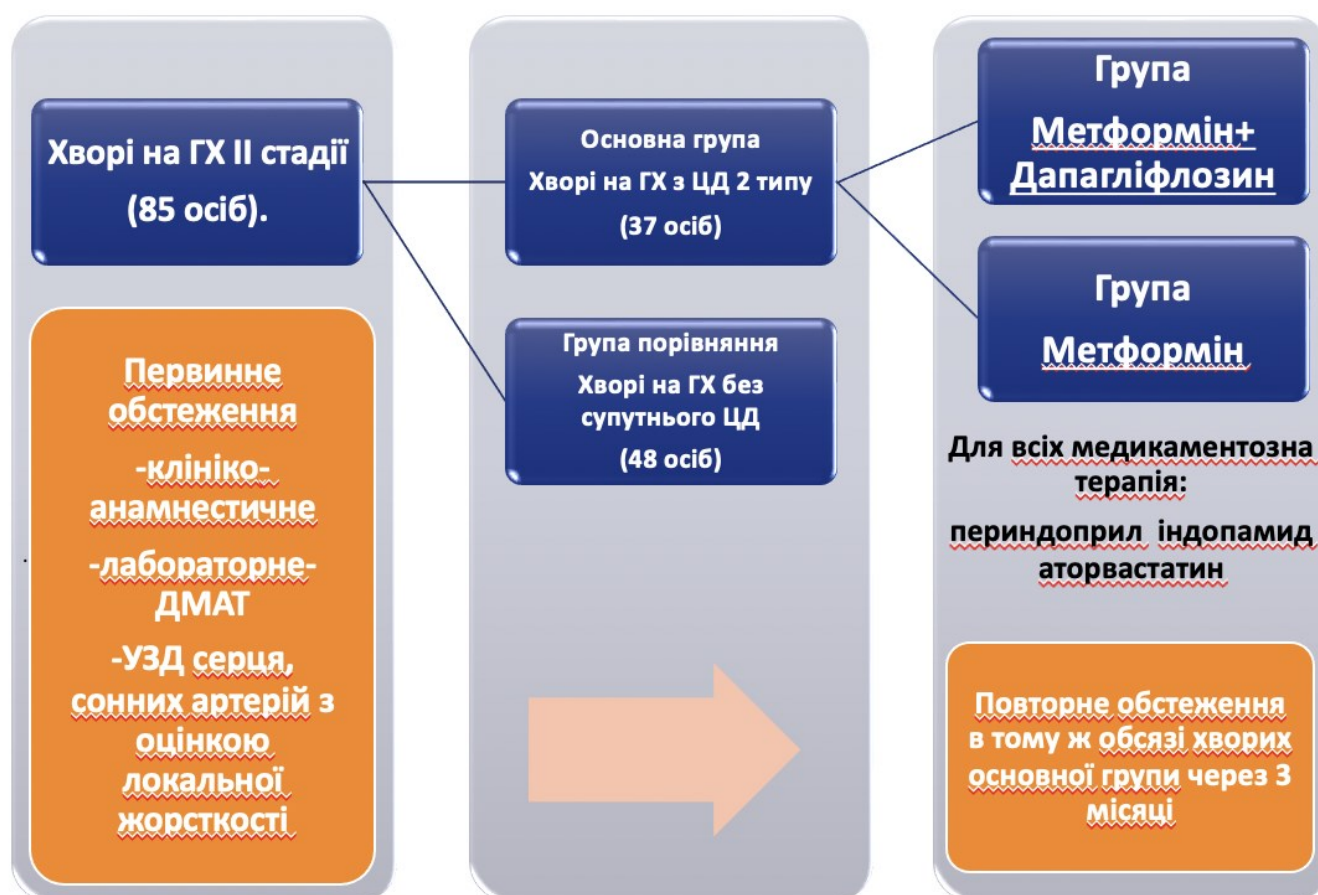 Хворі на ГХ ІІ стадії
(85 осіб).
Первинне
обстеження
-клініко-
анамнестичне
-лабораторне-
ДМАТ
-УЗД серця,
сонних артерій з
оцінкою
локальної
жорсткості
Основна група
Хворі на ГХ з ЦД 2 типу
(37 осіб)
Група порівняння
Хворі на ГХ без
супутнього ЦД
(48 осіб)
Група
Метформін+
Дапагліфлозин
Група
Метформін
Для всіх медикаментозна
терапія:
периндоприл індопамид
аторвастатин
Повторне обстеження
в тому ж обсязі хворих
основної групи через 3
місяці